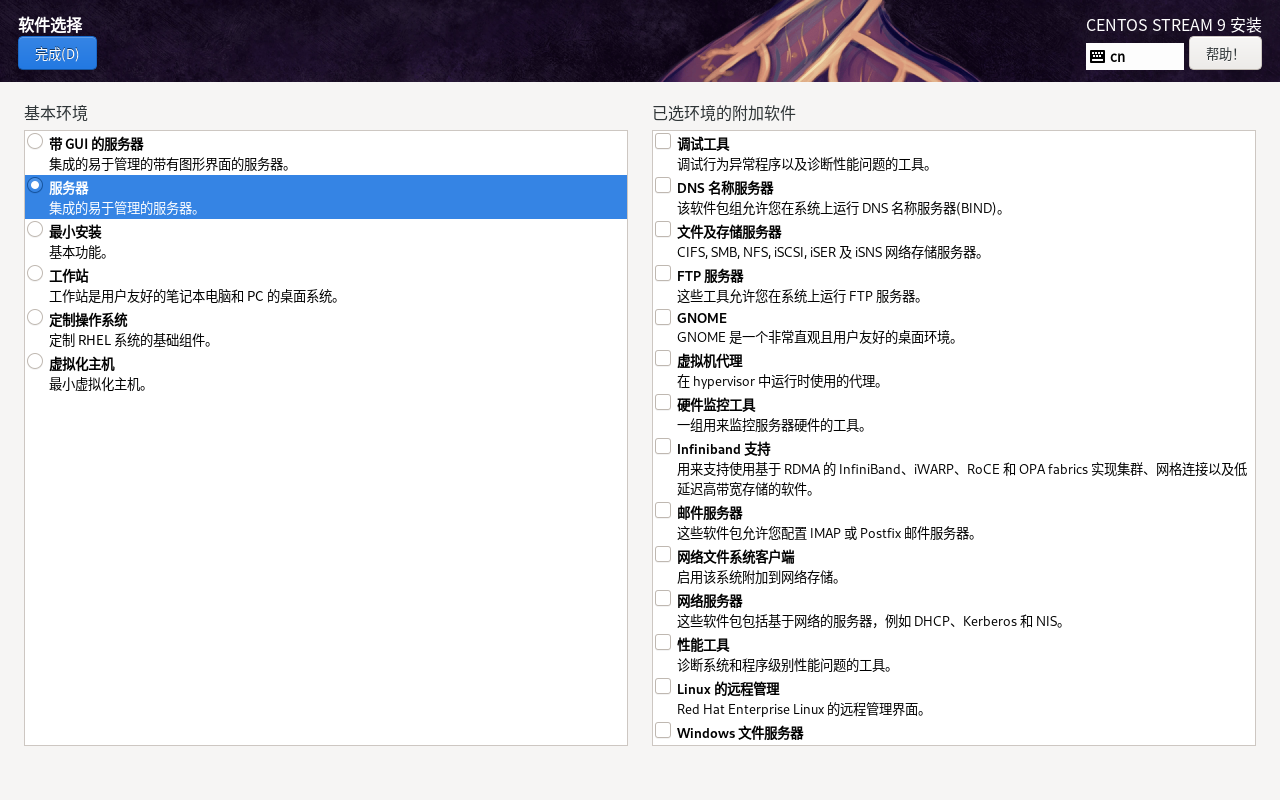 软件选择
完成(D)
CENTOS STREAM 9 安装
cn
帮助!
基本环境
带 GUI 的服务器
集成的易于管理的带有图形界面的服务器。
服务器
集成的易于管理的服务器。
最小安装
基本功能。
工作站
工作站是用户友好的笔记本电脑和 PC 的桌面系统。
定制操作系统
定制 RHEL 系统的基础组件。
虚拟化主机
最小虚拟化主机。
已选环境的附加软件
调试工具
调试行为异常程序以及诊断性能问题的工具。
DNS 名称服务器
该软件包组允许您在系统上运行 DNS 名称服务器(BIND)。
文件及存储服务器
CIFS, SMB, NFS, iSCSI, iSER 及 iSNS 网络存储服务器。
FTP 服务器
这些工具允许您在系统上运行 FTP 服务器。
GNOME
GNOME 是一个非常直观且用户友好的桌面环境。
虚拟机代理
在 hypervisor 中运行时使用的代理。
硬件监控工具
一组用来监控服务器硬件的工具。
Infiniband 支持
用来支持使用基于 RDMA 的 InfiniBand、iWARP、RoCE 和 OPA fabrics 实现集群、网格连接以及低
延迟高带宽存储的软件。
邮件服务器
这些软件包允许您配置 IMAP 或 Postfix 邮件服务器。
网络文件系统客户端
启用该系统附加到网络存储。
网络服务器
这些软件包包括基于网络的服务器，例如 DHCP、Kerberos 和 NIS。
性能工具
诊断系统和程序级别性能问题的工具。
Linux 的远程管理
Red Hat Enterprise Linux 的远程管理界面。
Windows 文件服务器